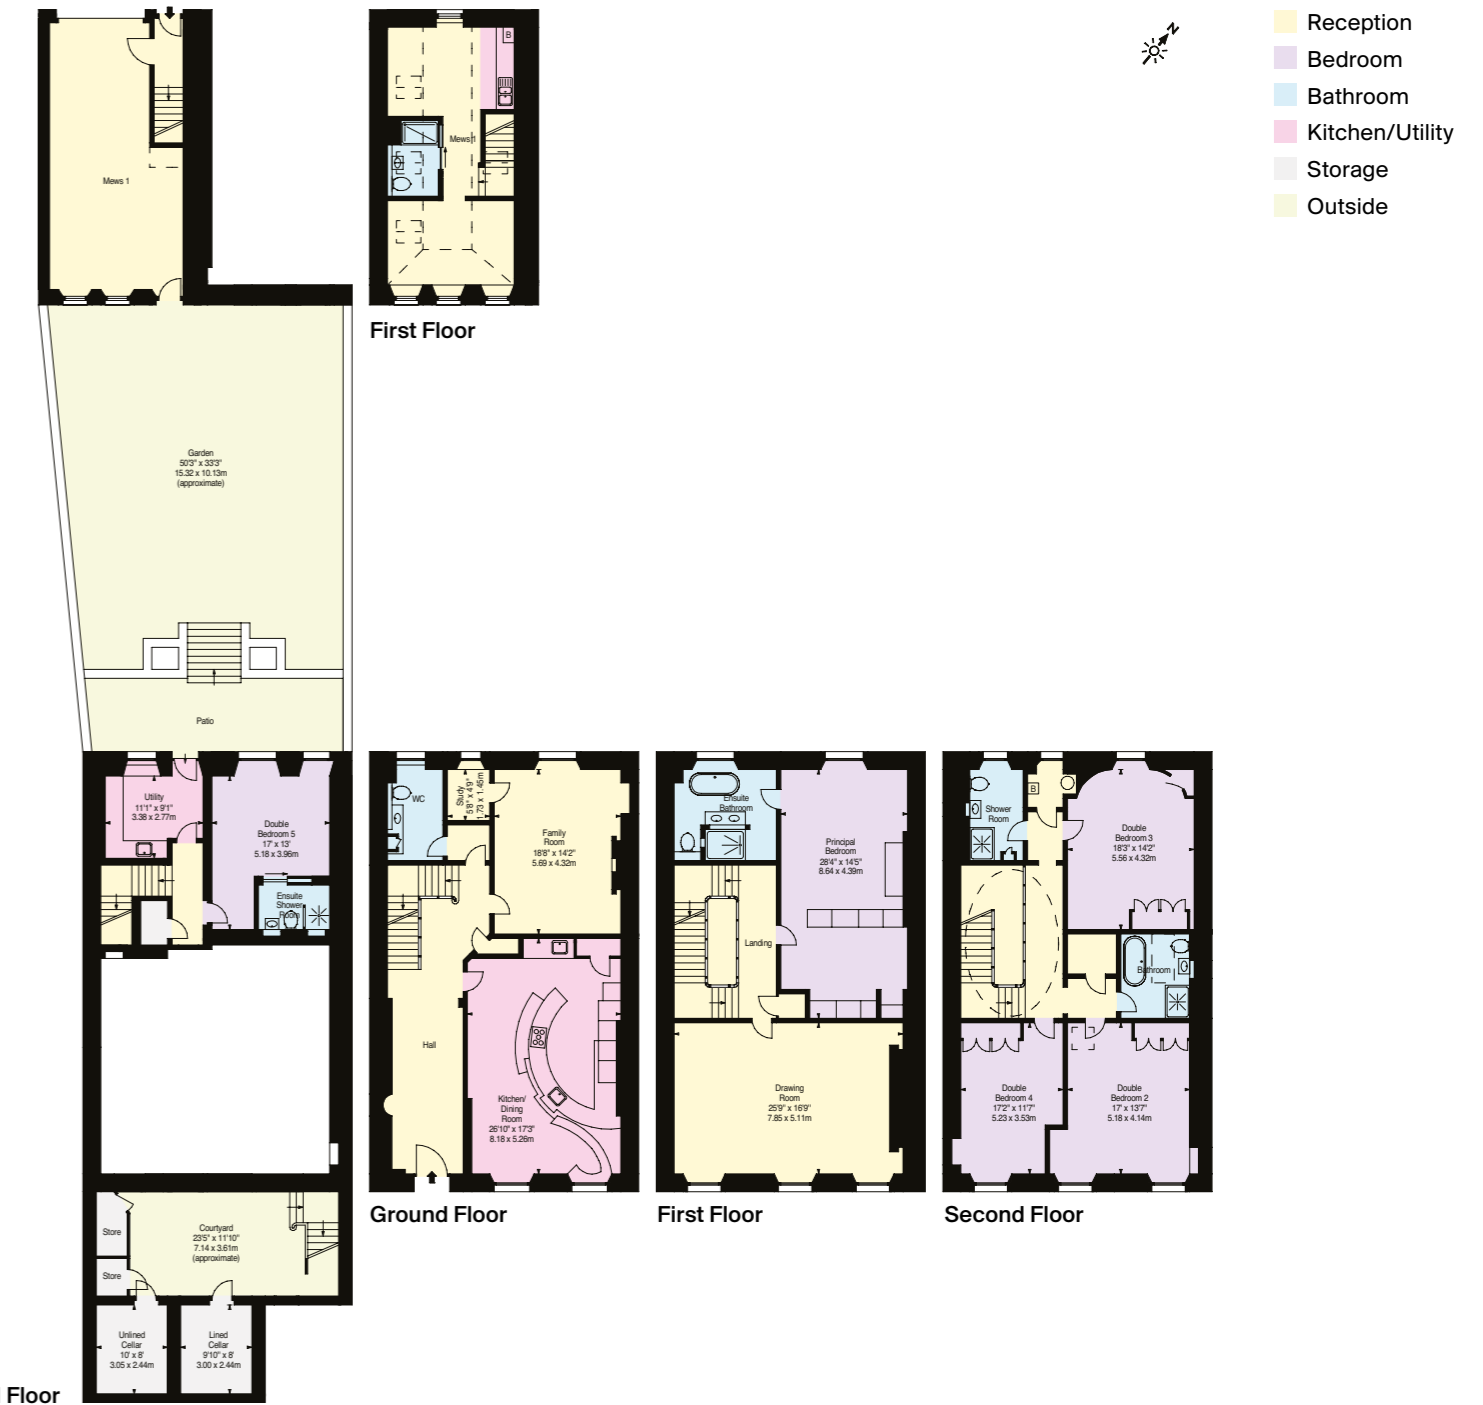 Reception
Bedroom
Bathroom
Kitchen/Utility
Storage
Outside
N
Mews 1
B
Mews 1
First Floor
Garden
50'3" x 33'3"
15.32 x 10.13m
(approximate)
Patio
Utility
11'1" x 9'1"
3.38 x 2.77m
Double
Bedroom 5
17' x 13'
5.18 x 3.96m
Ensuite
Shower
Room
Courtyard
23'5" x 11'10"
7.14 x 3.61m
(approximate)
Store
Store
Unlined
Cellar
10' x 8'
3.05 x 2.44m
Lined
Cellar
9'10" x 8'
3.00 x 2.44m
Floor
WC
Study
5'8" x 4'9"
1.73 x 1.45m
Family
Room
18'8" x 14'2"
5.69 x 4.32m
Hall
Kitchen/
Dining
Room
26'10" x 17'3"
8.18 x 5.26m
Ground Floor
Ensuite
Bathroom
Principal
Bedroom
28'4" x 14'5"
8.64 x 4.39m
Landing
Drawing
Room
25'9" x 16'9"
7.85 x 5.11m
First Floor
Shower
Room
B
Double
Bedroom 3
18'3" x 14'2"
5.56 x 4.32m
Bathroom
Double
Bedroom 4
17'2" x 11'7"
5.23 x 3.53m
Double
Bedroom 2
17' x 13'7"
5.18 x 4.14m
Second Floor